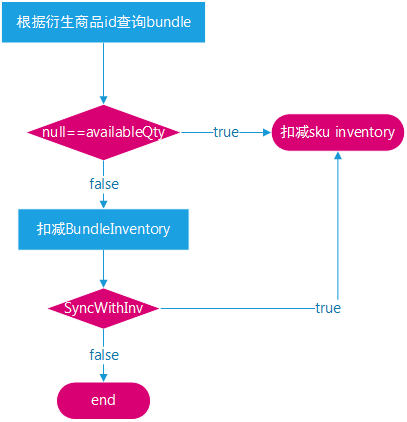 根据衍生商品id查询bundle
null==availableQty
true
扣减sku inventory
false
扣减BundleInventory
SyncWithInv
true
false
end